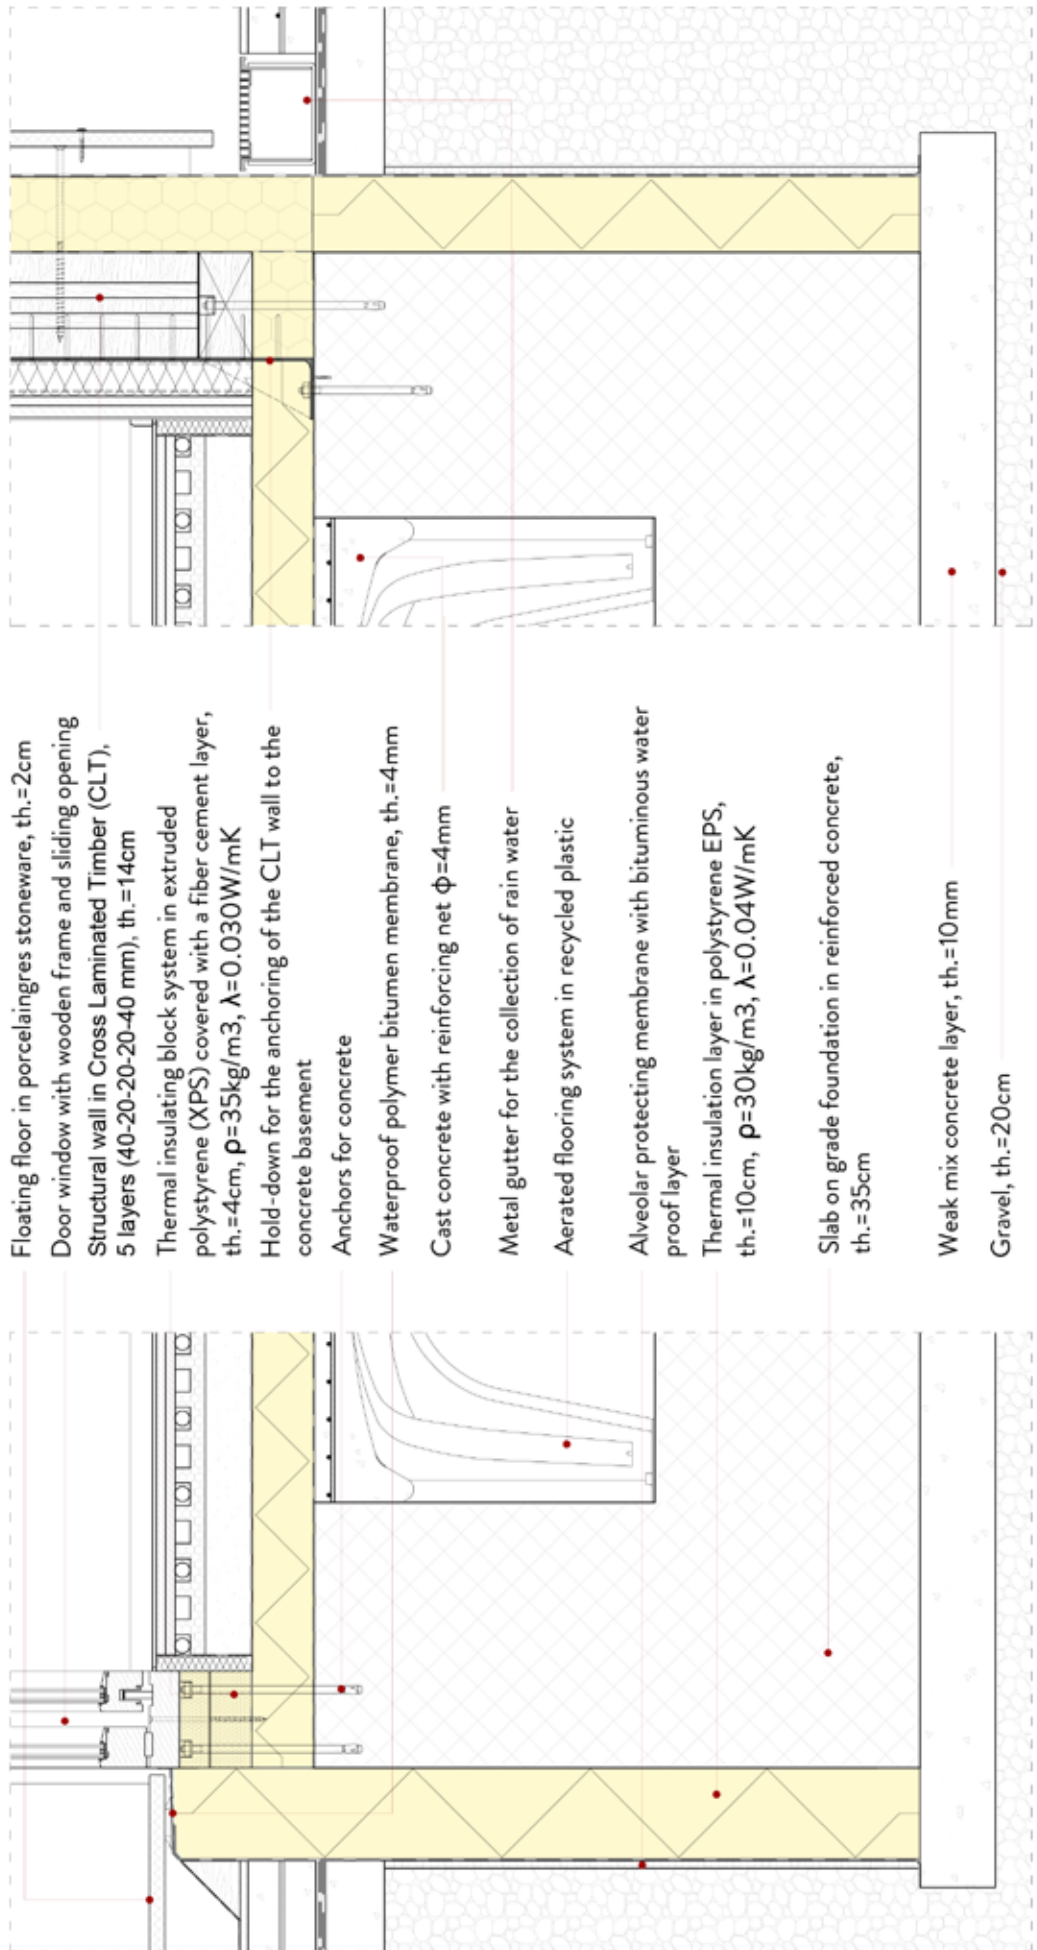 Floating floor in porcelaingres stoneware, th.=2cm
Door window with wooden frame and sliding opening
Structural wall in Cross Laminated Timber (CLT),
5 layers (40-20-20-20-40 mm), th.=14cm
Thermal insulating block system in extruded
polystyrene (XPS) covered with a fiber cement layer,
th.=4cm, ρ=35kg/m3, λ=0.030W/mK
Hold-down for the anchoring of the CLT wall to the
concrete basement
Anchors for concrete
Waterproof polymer bitumen membrane, th.=4mm
Cast concrete with reinforcing net Φ=4mm
Metal gutter for the collection of rain water
Aerated flooring system in recycled plastic
Alveolar protecting membrane with bituminous water
proof layer
Thermal insulation layer in polystyrene EPS,
th.=10cm, ρ=30kg/m3, λ=0.04W/mK
Slab on grade foundation in reinforced concrete,
th.=35cm
Weak mix concrete layer, th.=10mm
Gravel, th.=20cm